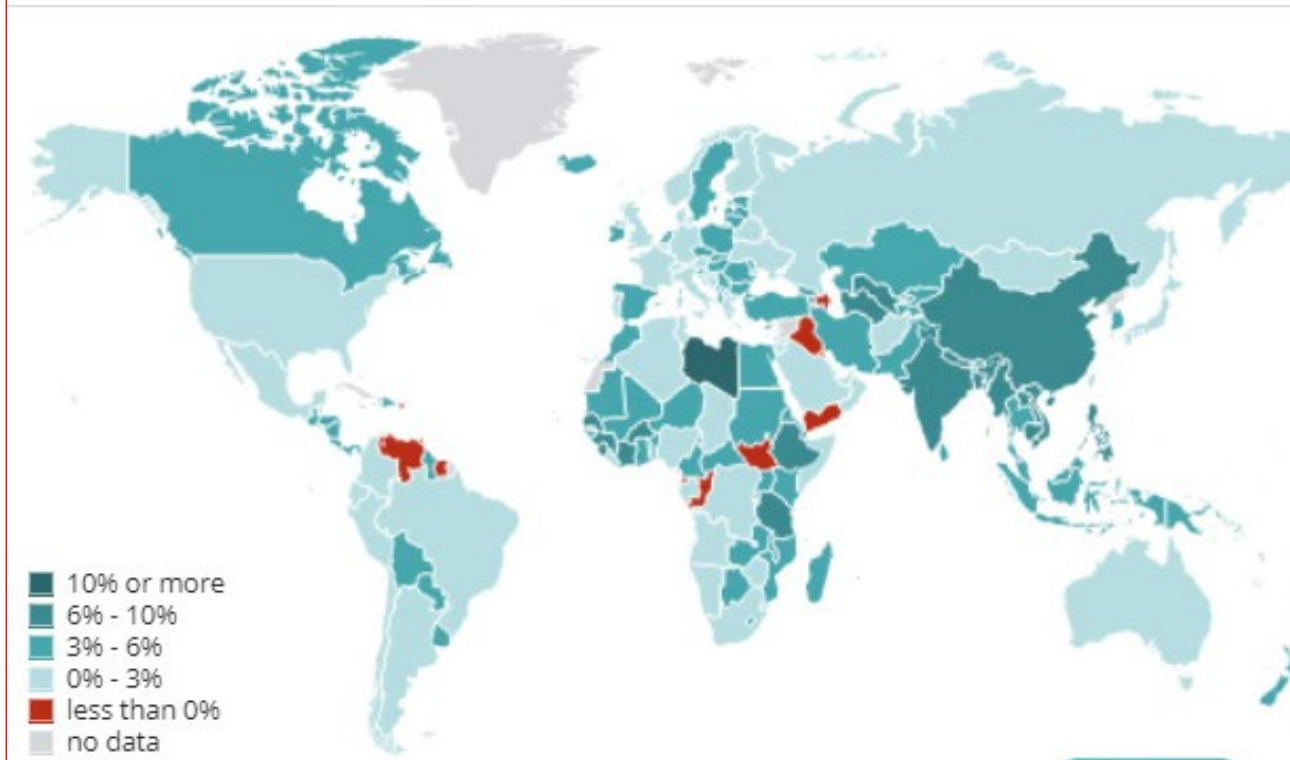 10% or more
6% - 10%
3% - 6%
0% - 3%
less than 0%
no data